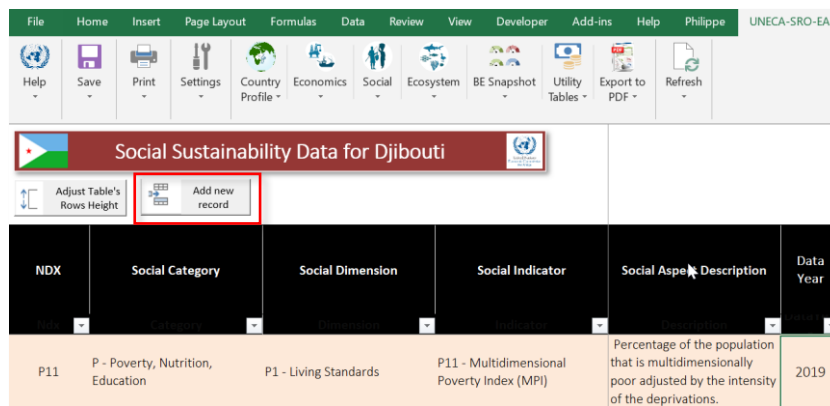 File Home Insert Page Layout Formulas Data Review View Developer Add-ins Help Philippe UNECA-SRO-EA
Help Save Print Settings Country Profile Economics Social Ecosystem BE Snapshot Utility Tables Export to PDF Refresh
Social Sustainability Data for Djibouti
Adjust Table's
Rows Height
Add new
record
NDX Social Category Social Dimension Social Indicator Social Aspect Description Data Year
Ndx Category Dimension Indicator Description
P11
P - Poverty, Nutrition,
Education
P1 - Living Standards
P11 - Multidimensional
Poverty Index (MPI)
Percentage of the population
that is multidimensionally
poor adjusted by the intensity
of the deprivations.
2019